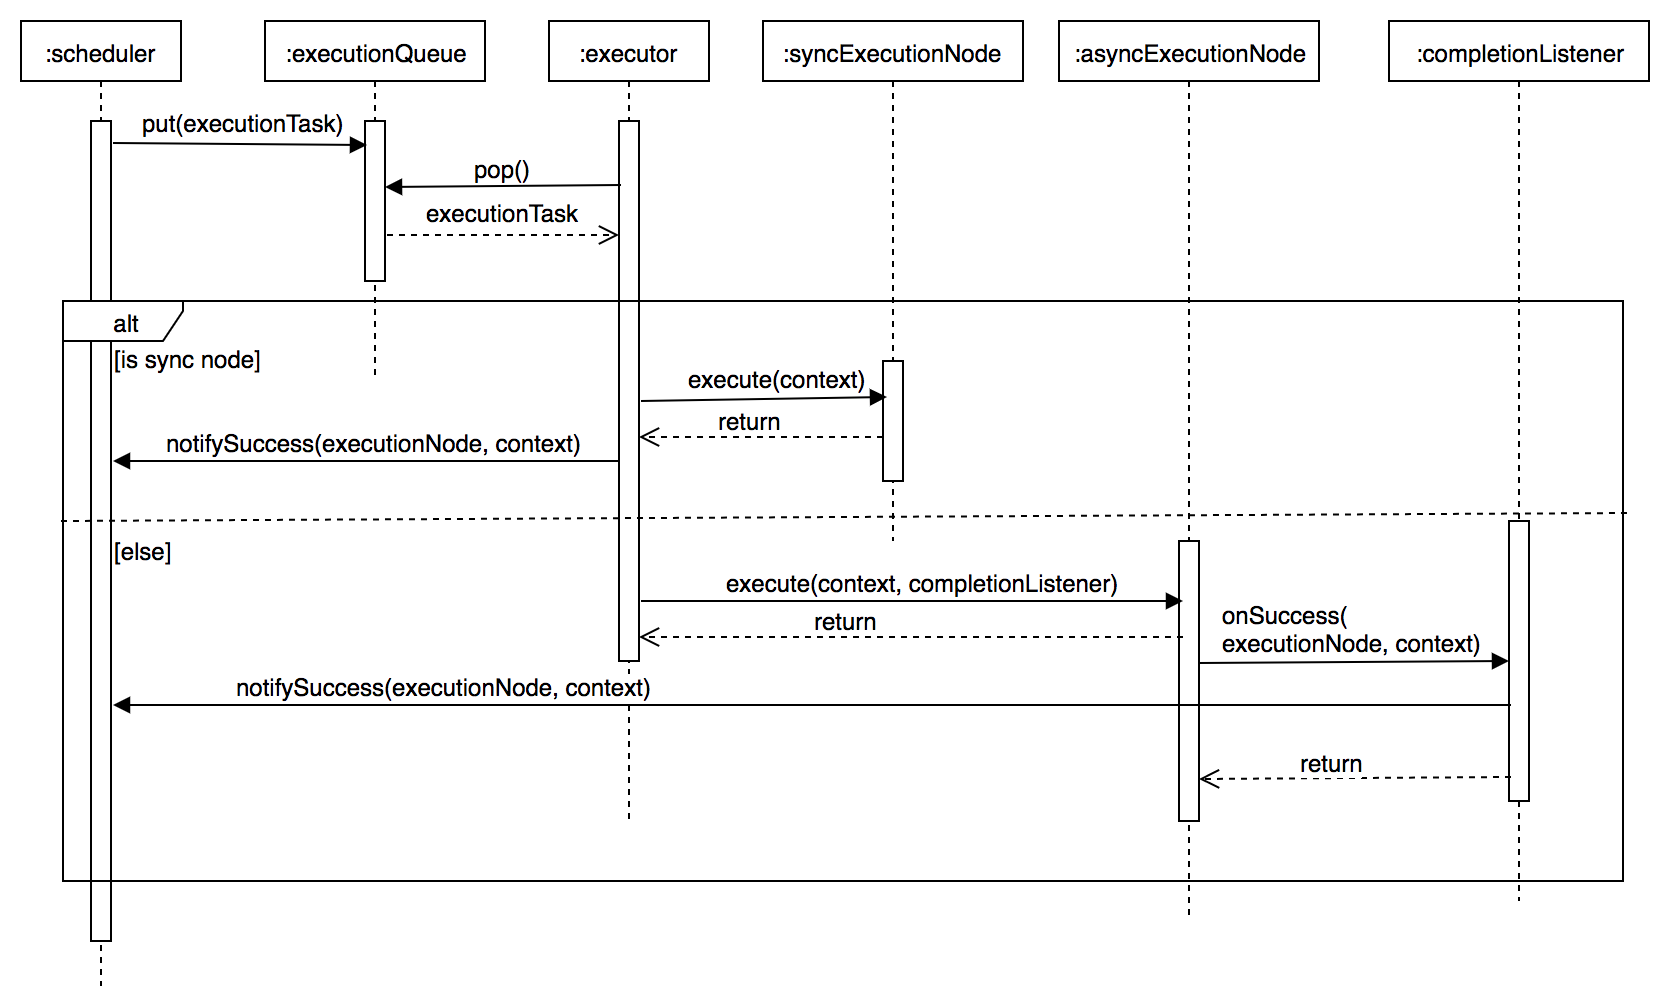 :scheduler
:executionQueue
:executor
:syncExecutionNode
:asyncExecutionNode
:completionListener
put(executionTask)
pop()
executionTask
alt
[is sync node]
execute(context)
return
notifySuccess(executionNode, context)
[else]
execute(context, completionListener)
return
onSuccess(
executionNode, context)
notifySuccess(executionNode, context)
return